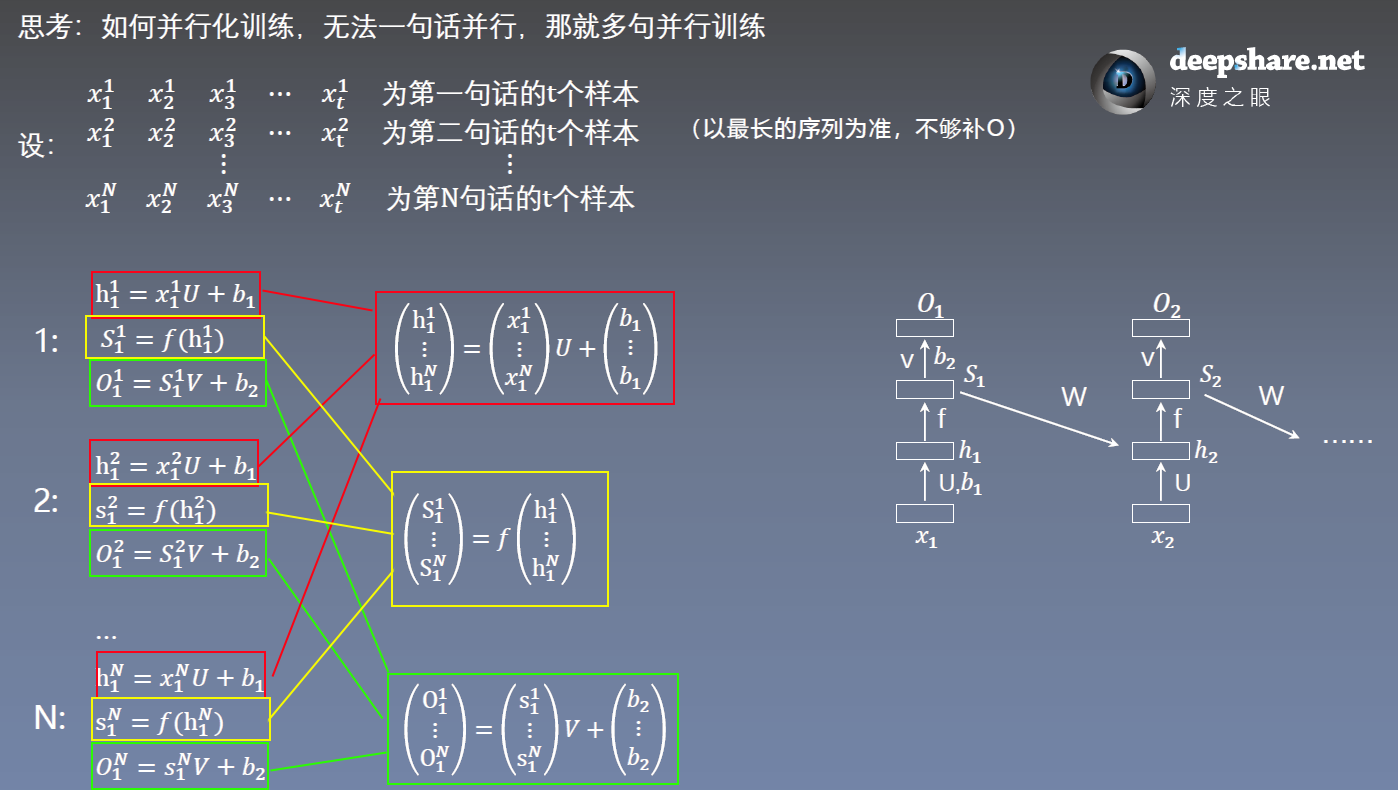 思考：如何并行化训练，无法一句话并行，那就多句并行训练
deepshare.net
深度之眼
设：
$x_1^1$ $x_2^1$ $x_3^1$ ⋯ $x_t^1$ 为第一句话的t个样本
$x_1^2$ $x_2^2$ $x_3^2$ ⋯ $x_t^2$ 为第二句话的t个样本 （以最长的序列为准，不够补O）
⋮ ⋮
$x_1^N$ $x_2^N$ $x_3^N$ ⋯ $x_t^N$ 为第N句话的t个样本
1:
$h_1^1 = x_1^1 U + b_1$
$S_1^1 = f(h_1^1)$
$O_1^1 = S_1^1 V + b_2$
2:
$h_1^2 = x_1^2 U + b_1$
$s_1^2 = f(h_1^2)$
$O_1^2 = S_1^2 V + b_2$
...
N:
$h_1^N = x_1^N U + b_1$
$s_1^N = f(h_1^N)$
$O_1^N = s_1^N V + b_2$
$\begin{pmatrix} h_1^1 \\ \vdots \\ h_1^N \end{pmatrix} = \begin{pmatrix} x_1^1 \\ \vdots \\ x_1^N \end{pmatrix} U + \begin{pmatrix} b_1 \\ \vdots \\ b_1 \end{pmatrix}$
$\begin{pmatrix} S_1^1 \\ \vdots \\ S_1^N \end{pmatrix} = f \begin{pmatrix} h_1^1 \\ \vdots \\ h_1^N \end{pmatrix}$
$\begin{pmatrix} O_1^1 \\ \vdots \\ O_1^N \end{pmatrix} = \begin{pmatrix} s_1^1 \\ \vdots \\ s_1^N \end{pmatrix} V + \begin{pmatrix} b_2 \\ \vdots \\ b_2 \end{pmatrix}$
$O_1$ $O_2$
V $b_2$ V
$S_1$ $S_2$
W W
f f
……
$h_1$ $h_2$
U,$b_1$ U
$x_1$ $x_2$